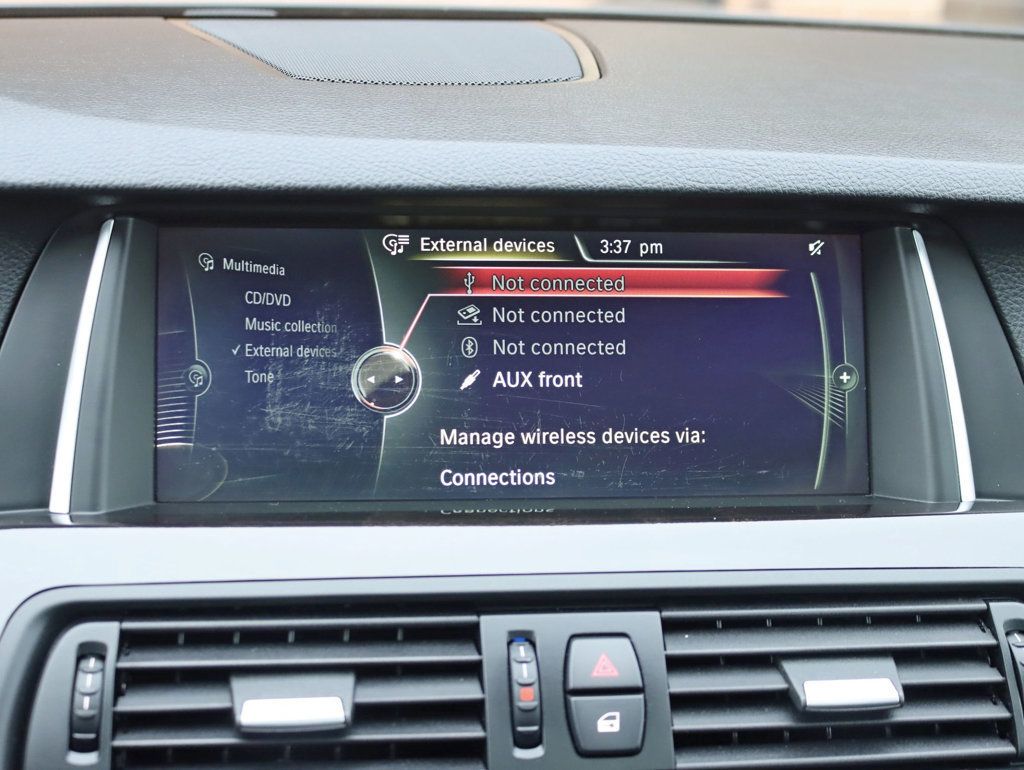 External devices
3:37 pm
Multimedia
CD/DVD
Music collection
External devices
Tone
Not connected
Not connected
Not connected
AUX front
Manage wireless devices via:
Connections